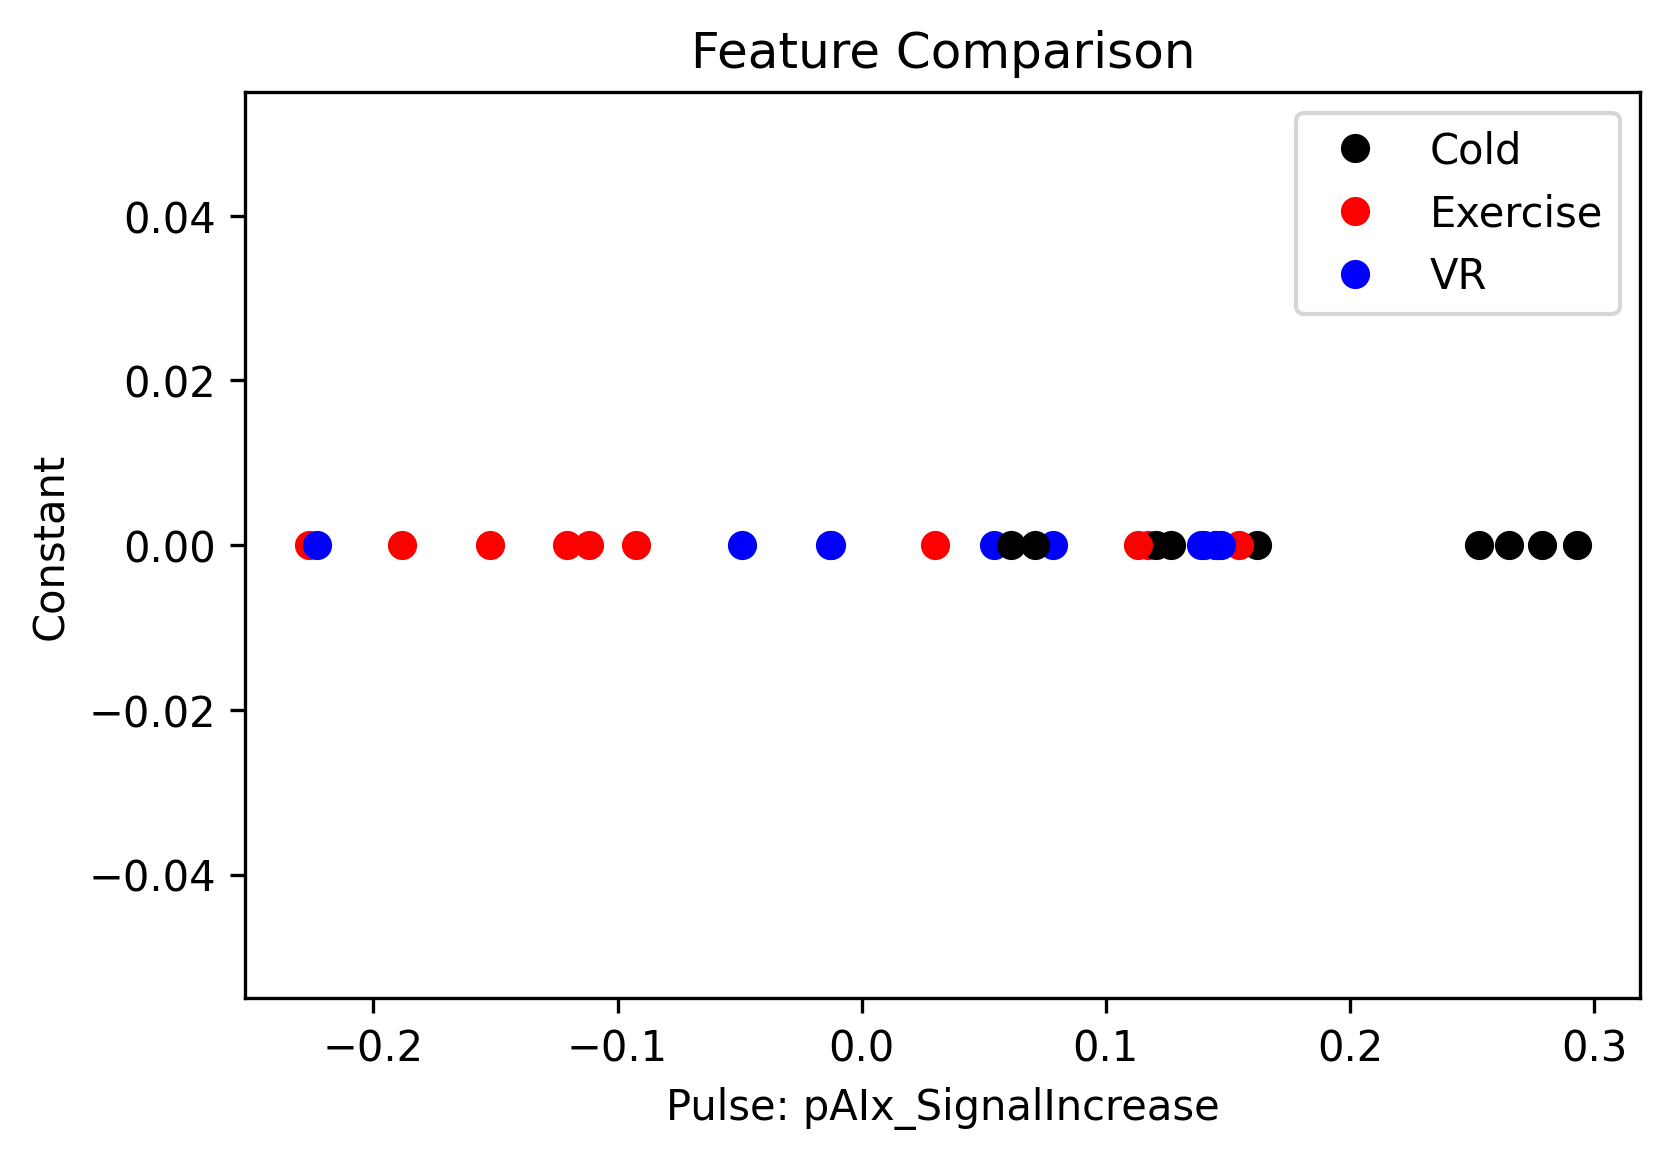 Feature Comparison
Cold
Exercise
VR
0.04
0.02
0.00
−0.02
−0.04
Constant
−0.2
−0.1
0.0
0.1
0.2
0.3
Pulse: pAIx_SignalIncrease